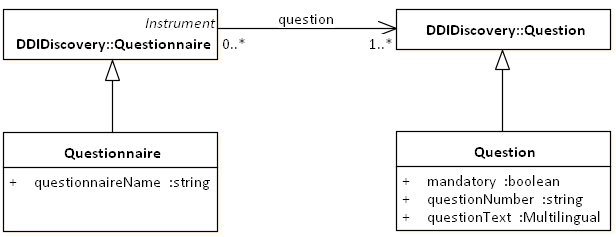 Instrument
DDIDiscovery::Questionnaire
question
0..*
1..*
DDIDiscovery::Question
Questionnaire
+ questionnaireName :string
Question
+ mandatory :boolean
+ questionNumber :string
+ questionText :Multilingual